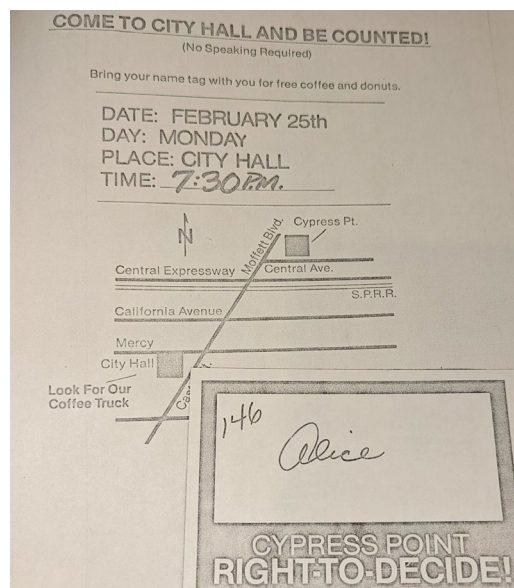 COME TO CITY HALL AND BE COUNTED!
(No Speaking Required)
Bring your name tag with you for free coffee and donuts.
DATE: FEBRUARY 25th
DAY: MONDAY
PLACE: CITY HALL
TIME: 7:30 P.M.
N
Moffett Blvd.
Cypress Pt.
Central Expressway
Central Ave.
S.P.R.R.
California Avenue
Mercy
City Hall
Look For Our
Coffee Truck
146
Alice
CYPRESS POINT
RIGHT-TO-DECIDE!